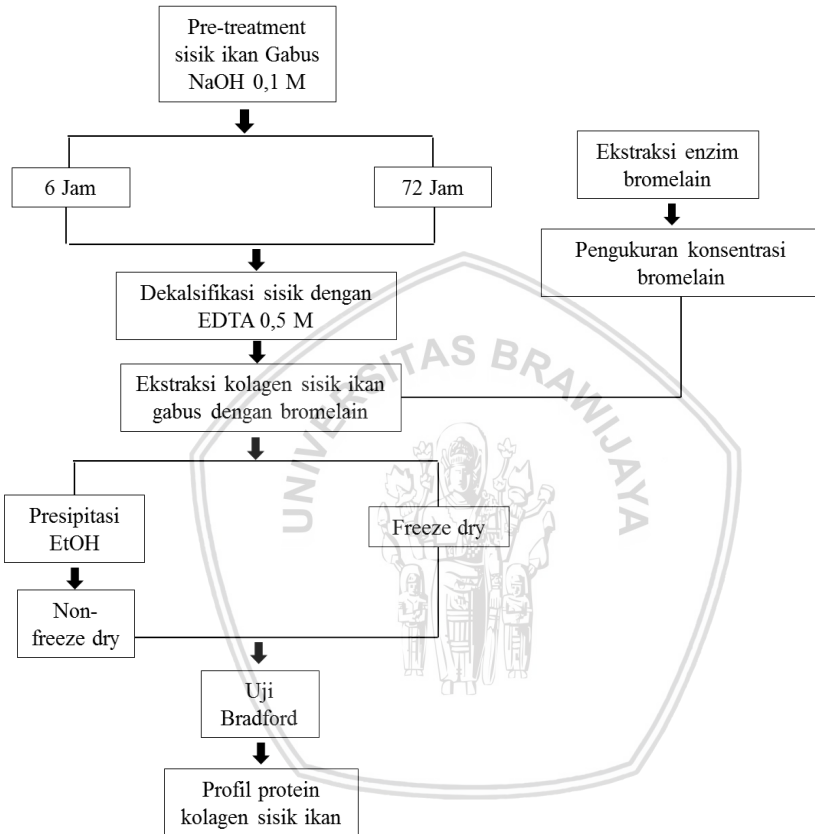 Pre-treatment
sisik ikan Gabus
NaOH 0,1 M
6 Jam
72 Jam
Ekstraksi enzim
bromelain
Pengukuran konsentrasi
bromelain
Dekalsifikasi sisik dengan
EDTA 0,5 M
Ekstraksi kolagen sisik ikan
gabus dengan bromelain
UNIVERSITAS BRAWIJAYA
Presipitasi
EtOH
Freeze dry
Non-
freeze dry
Uji
Bradford
Profil protein
kolagen sisik ikan